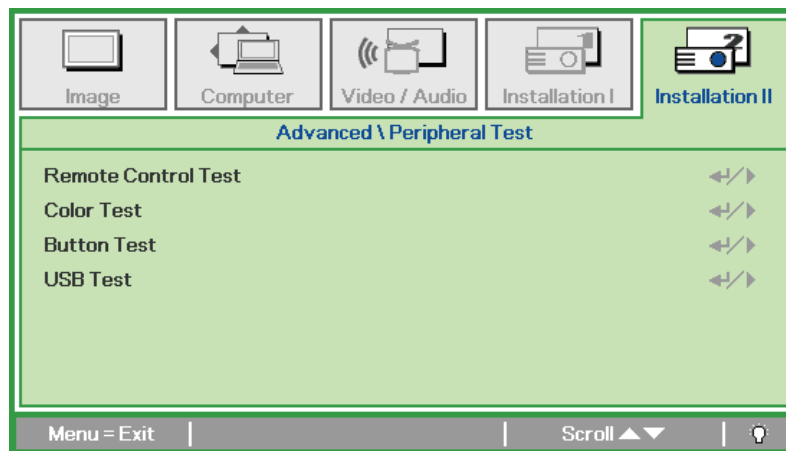 Image Computer Video / Audio Installation I Installation II
Advanced \ Peripheral Test
Remote Control Test
Color Test
Button Test
USB Test
Menu = Exit Scroll